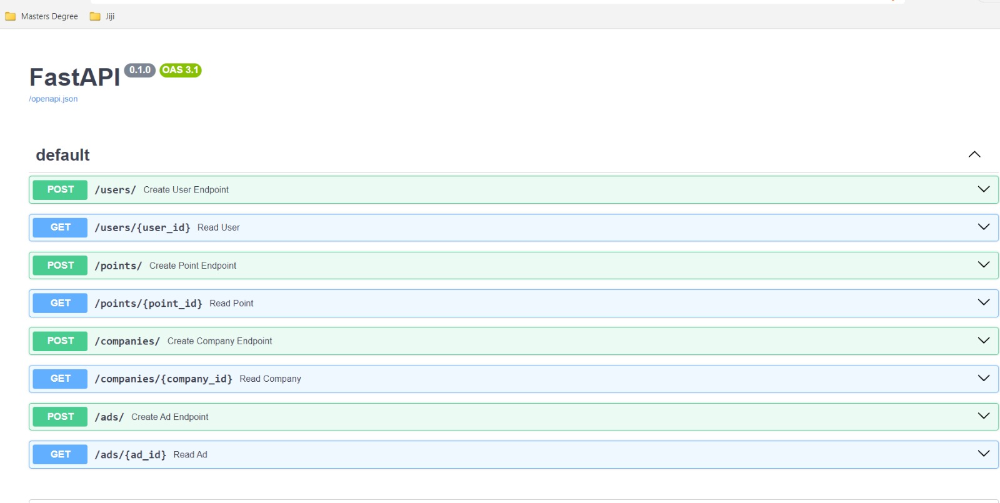 Masters Degree Jiji
FastAPI 0.1.0 OAS 3.1
/openapi.json
default
POST /users/ Create User Endpoint
GET /users/{user_id} Read User
POST /points/ Create Point Endpoint
GET /points/{point_id} Read Point
POST /companies/ Create Company Endpoint
GET /companies/{company_id} Read Company
POST /ads/ Create Ad Endpoint
GET /ads/{ad_id} Read Ad